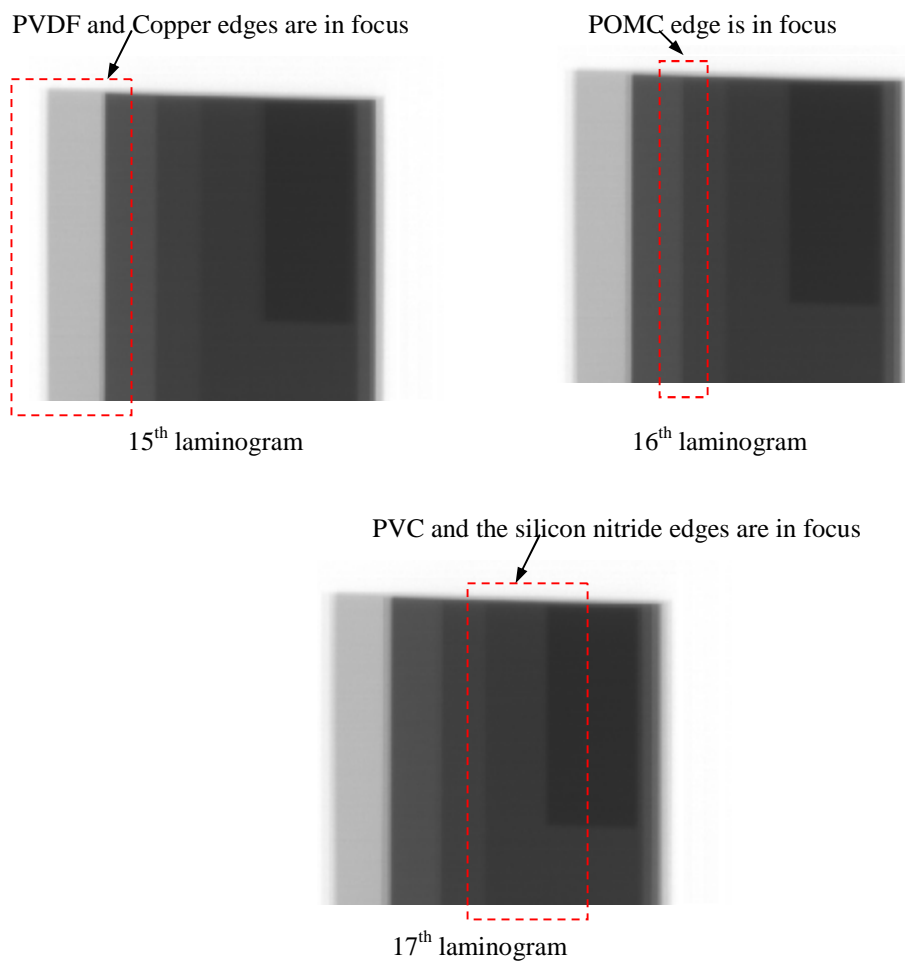 PVDF and Copper edges are in focus
POMC edge is in focus
15th laminogram
16th laminogram
PVC and the silicon nitride edges are in focus
17th laminogram